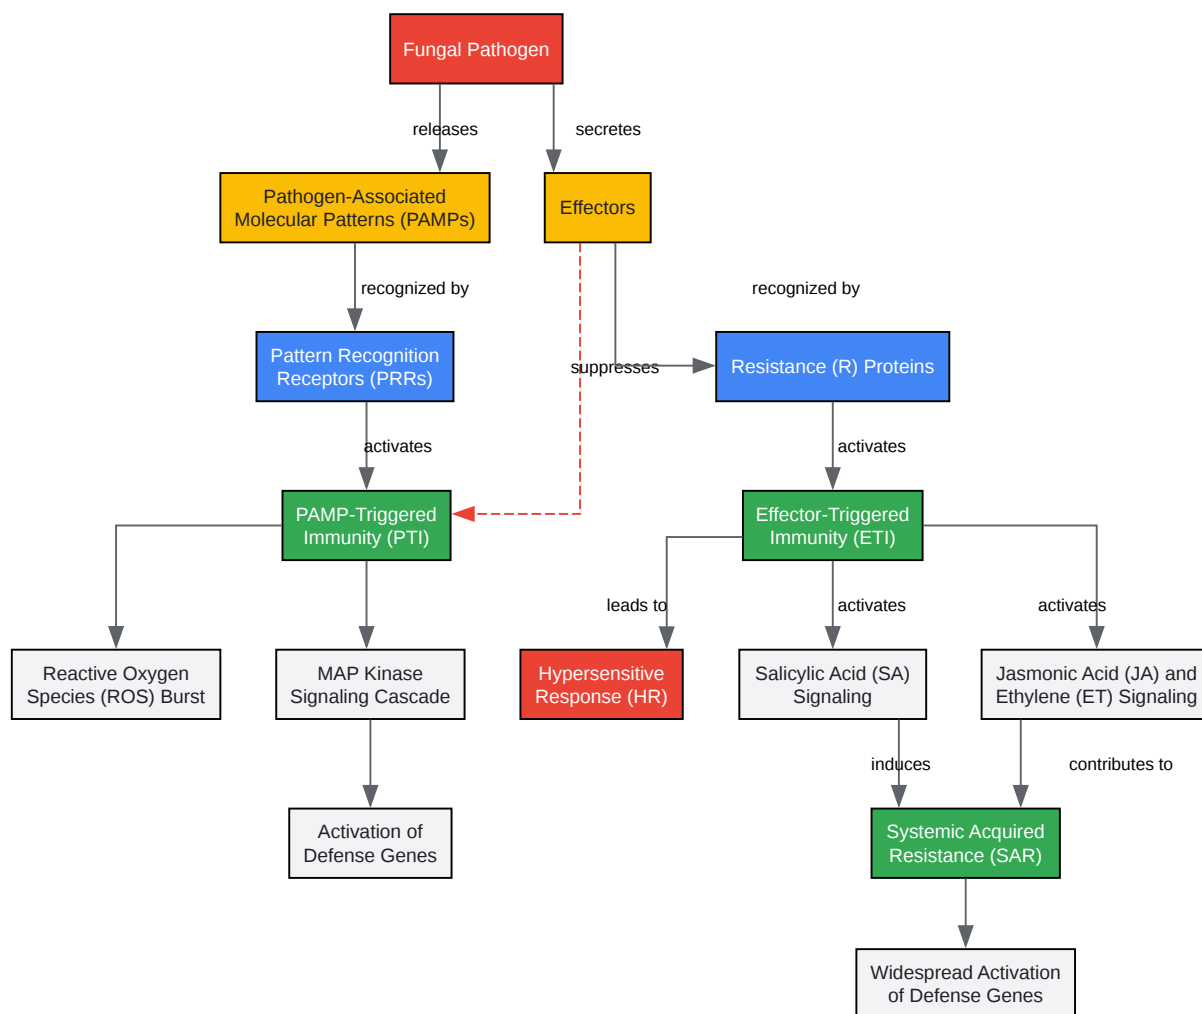 Fungal Pathogen
releases
secretes
Pathogen-Associated
Molecular Patterns (PAMPs)
Effectors
recognized by
recognized by
Pattern Recognition
Receptors (PRRs)
suppresses
Resistance (R) Proteins
activates
activates
PAMP-Triggered
Immunity (PTI)
Effector-Triggered
Immunity (ETI)
leads to
activates
activates
Reactive Oxygen
Species (ROS) Burst
MAP Kinase
Signaling Cascade
Hypersensitive
Response (HR)
Salicylic Acid (SA)
Signaling
Jasmonic Acid (JA) and
Ethylene (ET) Signaling
induces
contributes to
Activation of
Defense Genes
Systemic Acquired
Resistance (SAR)
Widespread Activation
of Defense Genes